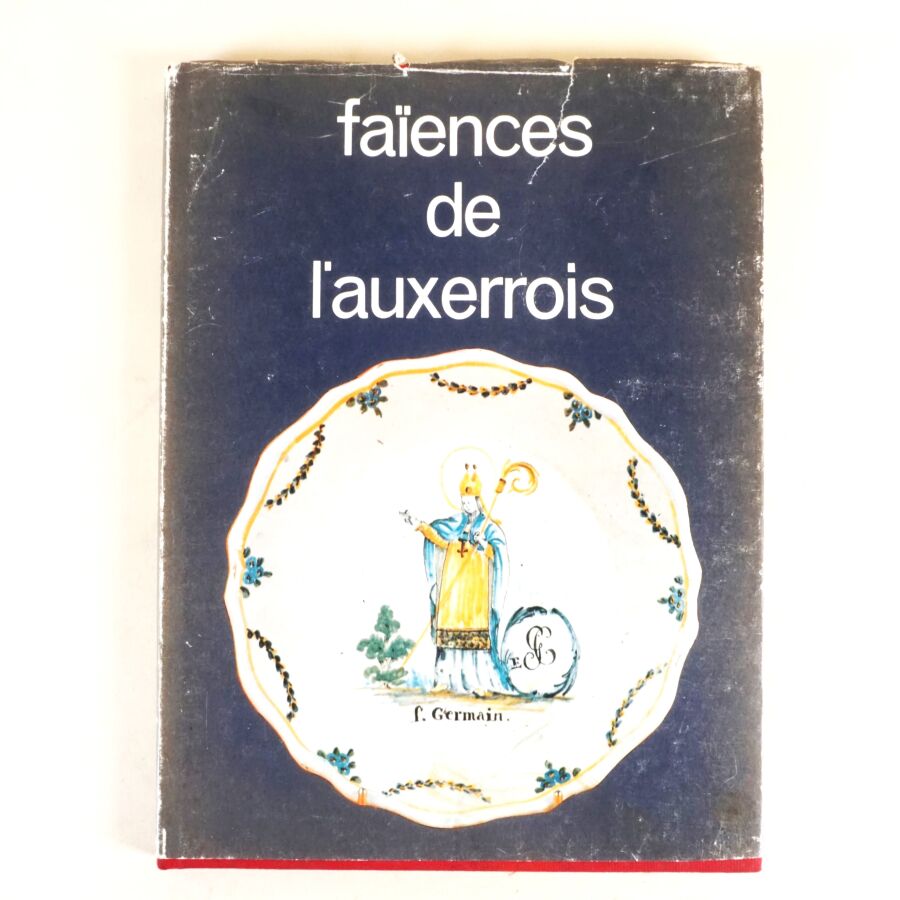 faïences
de
l'auxerrois
ſ. Germain.